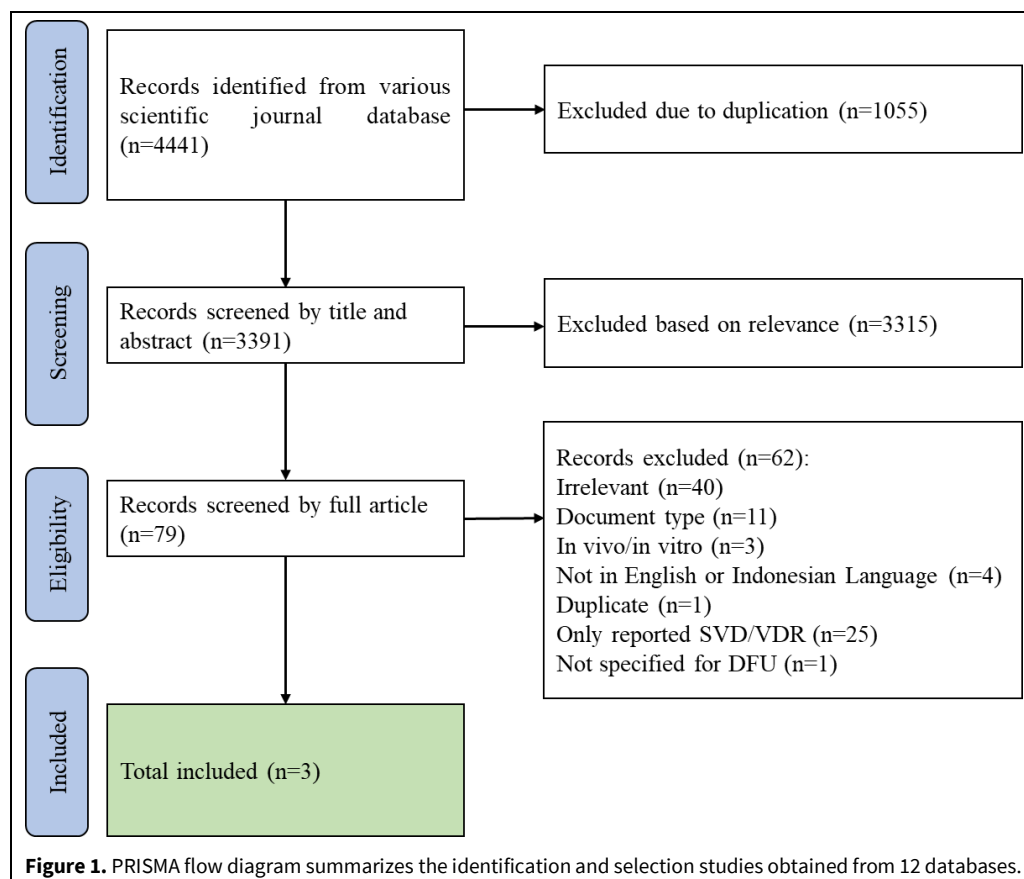 Identification
Records identified from various
scientific journal database
(n=4441)
Excluded due to duplication (n=1055)
Screening
Records screened by title and
abstract (n=3391)
Excluded based on relevance (n=3315)
Eligibility
Records screened by full article
(n=79)
Records excluded (n=62):
Irrelevant (n=40)
Document type (n=11)
In vivo/in vitro (n=3)
Not in English or Indonesian Language (n=4)
Duplicate (n=1)
Only reported SVD/VDR (n=25)
Not specified for DFU (n=1)
Included
Total included (n=3)
Figure 1. PRISMA flow diagram summarizes the identification and selection studies obtained from 12 databases.